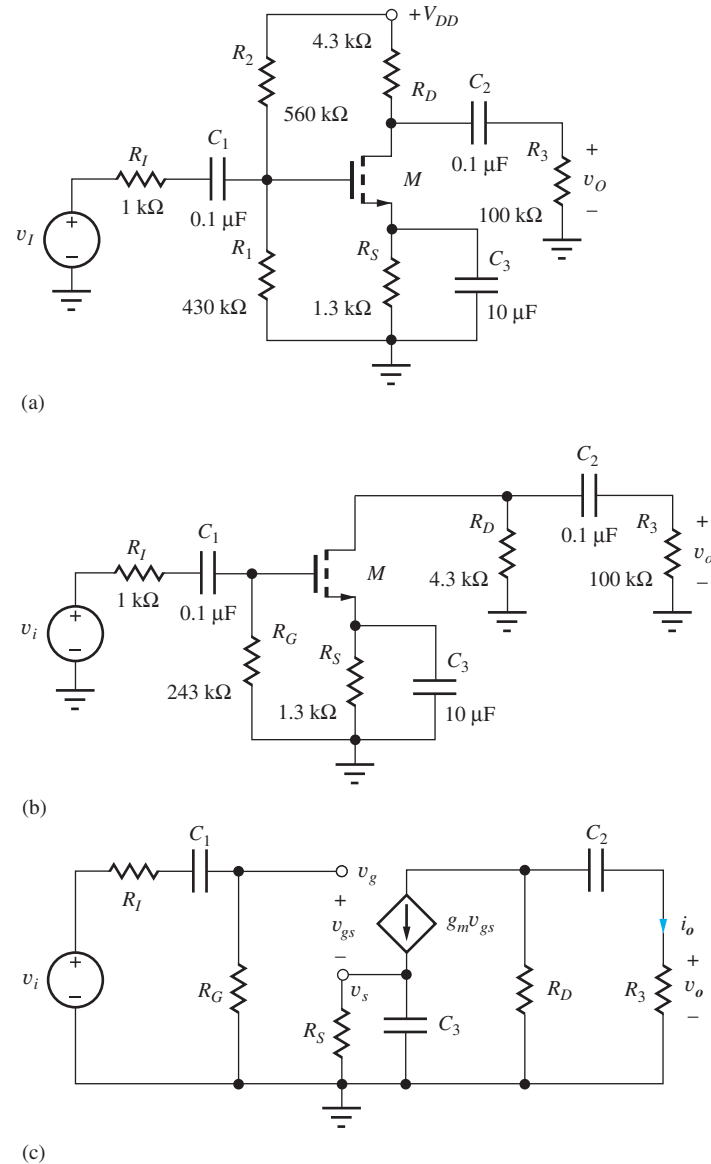 +V_DD
4.3 kΩ
R_2
R_D
C_2
560 kΩ
C_1
R_3
+
R_I
0.1 µF
M
v_O
1 kΩ
+
−
0.1 µF
100 kΩ
v_I
R_1
R_S
C_3
−
430 kΩ
1.3 kΩ
10 µF
(a)
C_2
R_D
R_3
+
C_1
0.1 µF
R_I
M
v_o
4.3 kΩ
100 kΩ
−
1 kΩ
0.1 µF
+
v_i
R_G
R_S
C_3
−
243 kΩ
1.3 kΩ
10 µF
(b)
C_1
C_2
v_g
R_I
+
i_o
v_gs
g_m v_gs
+
−
+
v_i
v_s
R_D
R_3
v_o
−
R_G
−
R_S
C_3
(c)